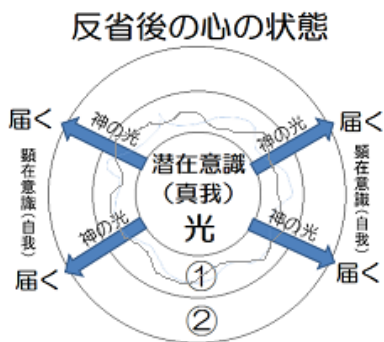 反省後の心の状態
届く
神の光
神の光
届く
顕在意識(自我)
潜在意識
(真我)
光
顕在意識(自我)
神の光
神の光
届く
届く
①
②